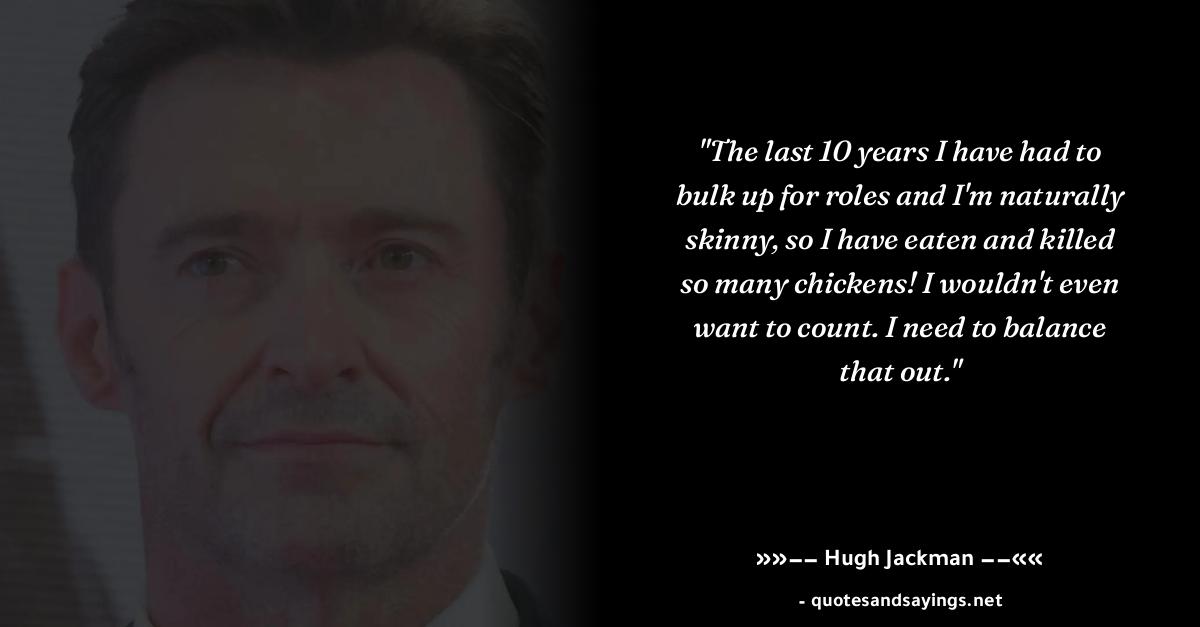 "The last 10 years I have had to
bulk up for roles and I'm naturally
skinny, so I have eaten and killed
so many chickens! I wouldn't even
want to count. I need to balance
that out."
»»−− Hugh Jackman −−««
- quotesandsayings.net